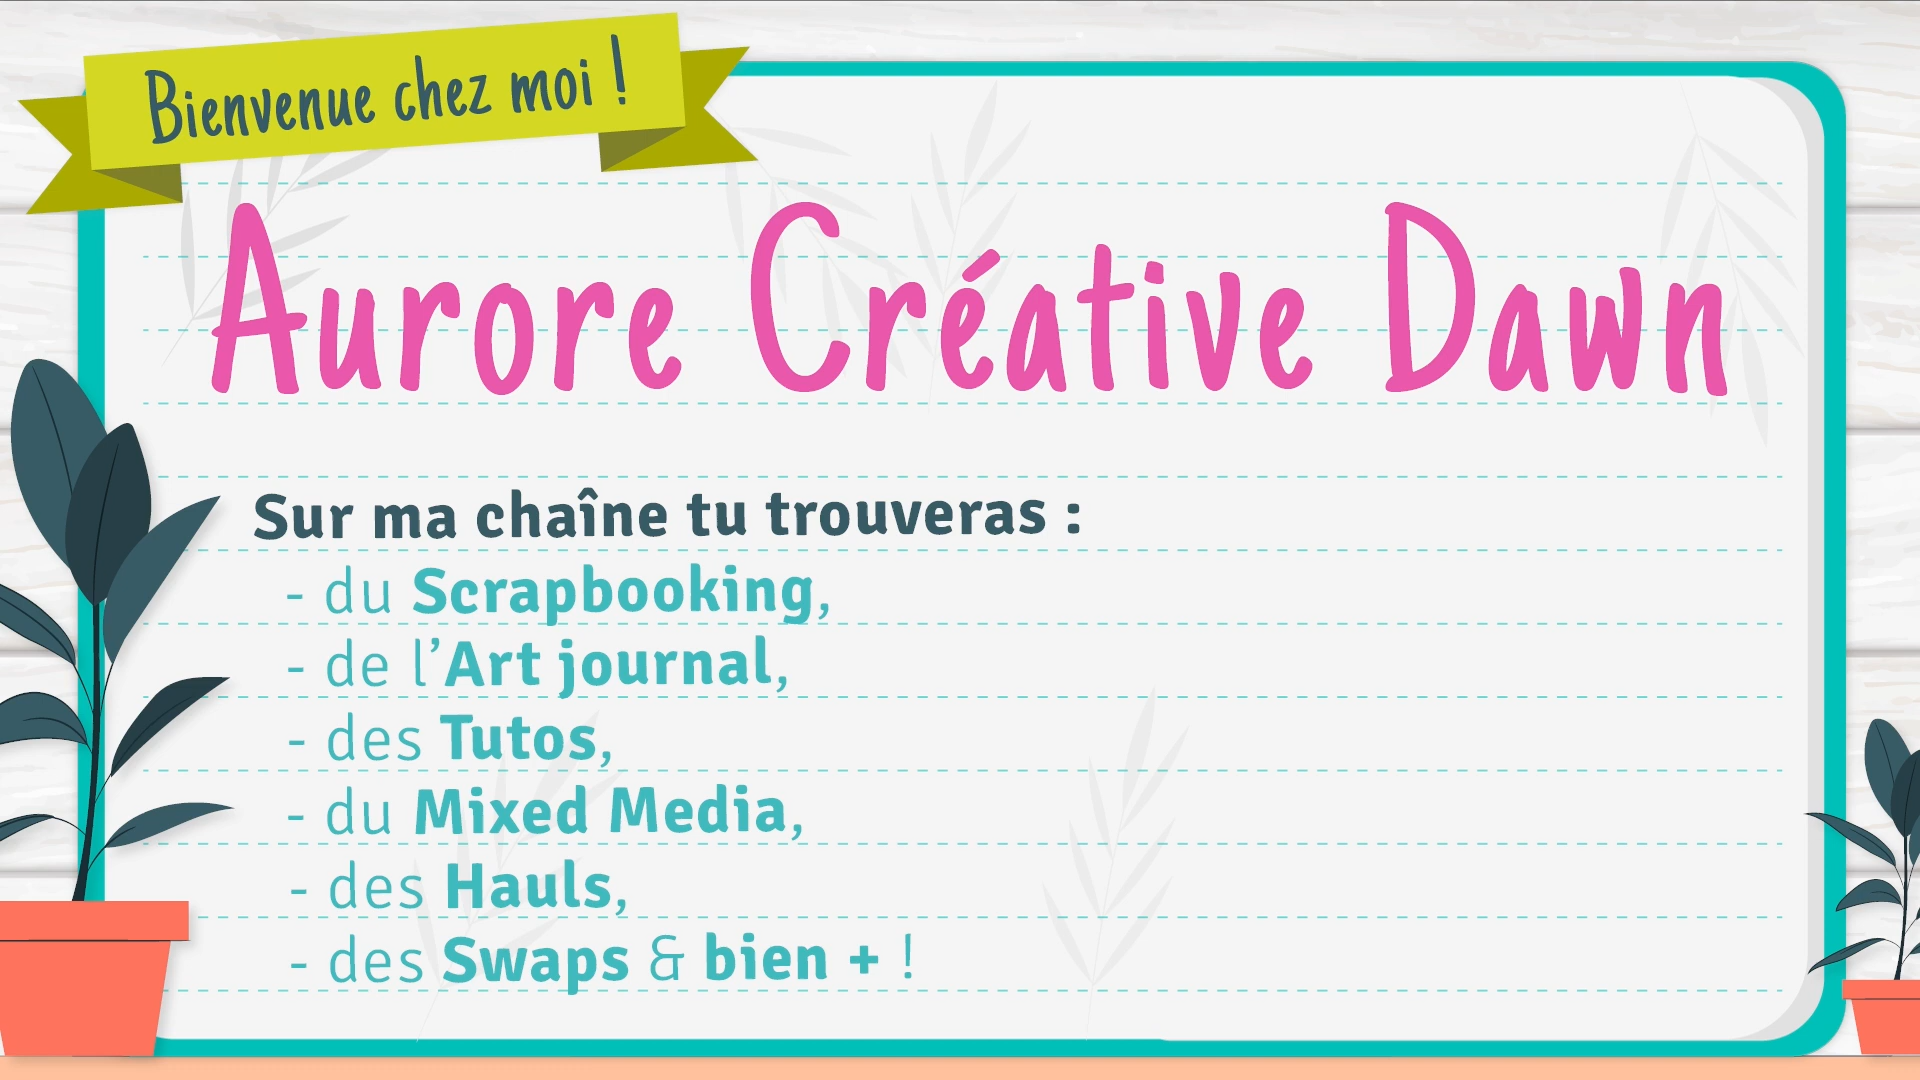 Bienvenue chez moi !
Aurore Créative Dawn
Sur ma chaîne tu trouveras :
- du Scrapbooking,
- de l’Art journal,
- des Tutos,
- du Mixed Media,
- des Hauls,
- des Swaps & bien + !